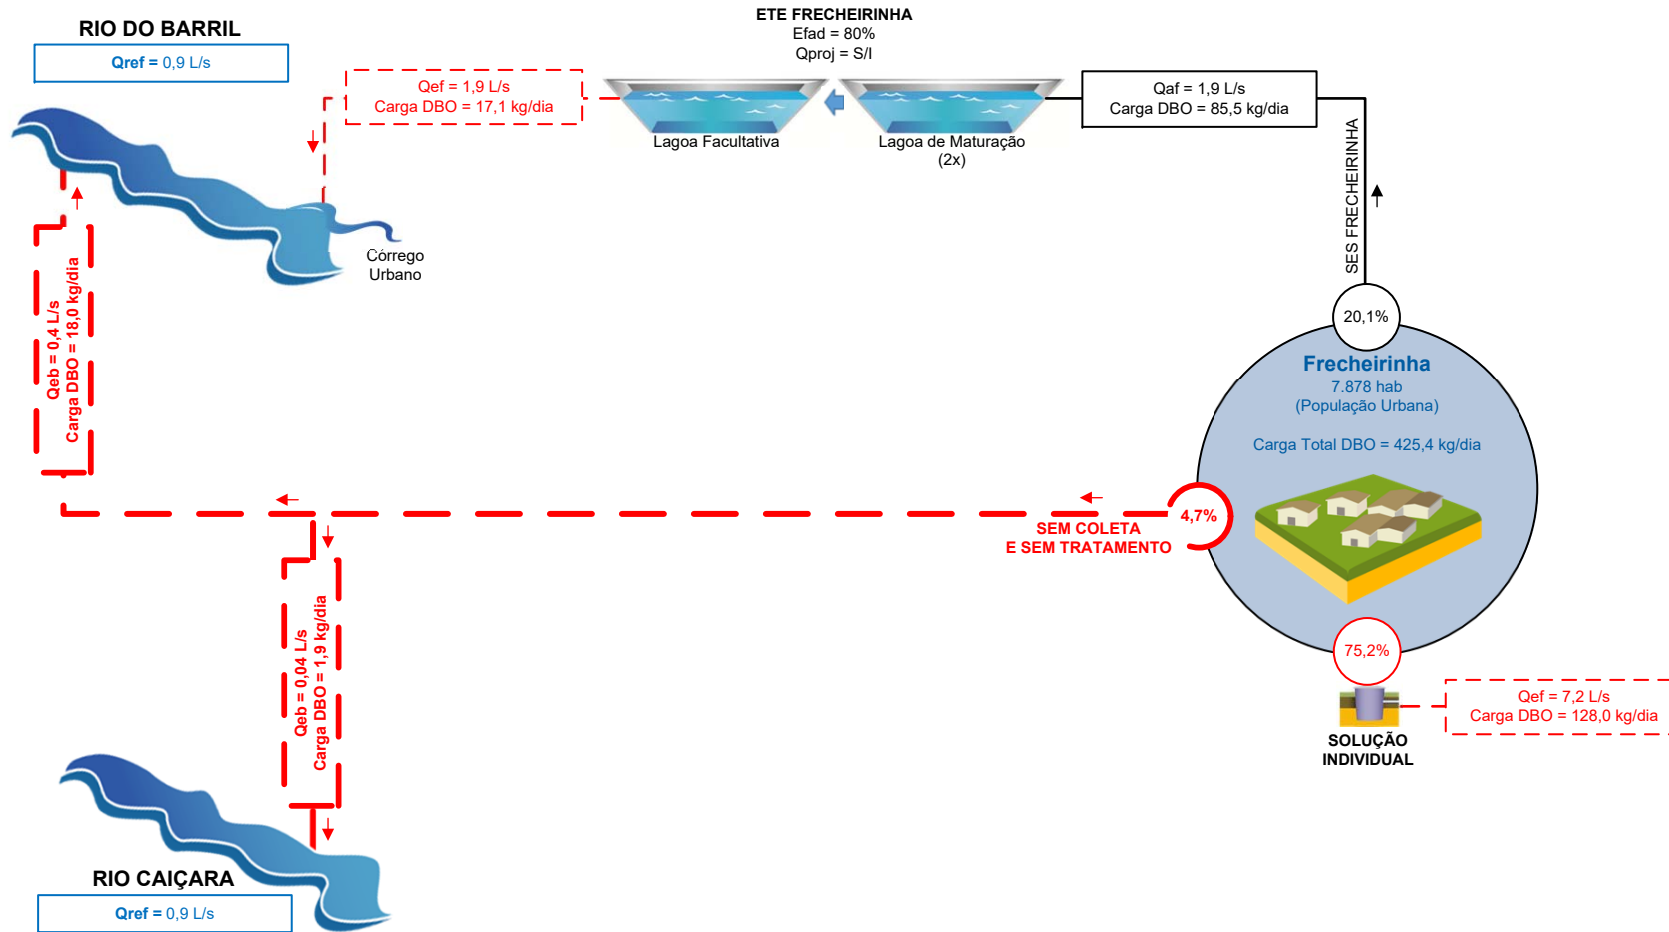 ETE FRECHEIRINHA
Efad = 80%
Qproj = S/I
RIO DO BARRIL
Qref = 0,9 L/s
Qef = 1,9 L/s
Carga DBO = 17,1 kg/dia
Lagoa Facultativa
Lagoa de Maturação
(2x)
Qaf = 1,9 L/s
Carga DBO = 85,5 kg/dia
SES FRECHEIRINHA
Córrego
Urbano
Qeb = 0,4 L/s
Carga DBO = 18,0 kg/dia
20,1%
Frecheirinha
7.878 hab
(População Urbana)
Carga Total DBO = 425,4 kg/dia
4,7%
SEM COLETA
E SEM TRATAMENTO
Qeb = 0,04 L/s
Carga DBO = 1,9 kg/dia
75,2%
Qef = 7,2 L/s
Carga DBO = 128,0 kg/dia
SOLUÇÃO
INDIVIDUAL
RIO CAIÇARA
Qref = 0,9 L/s